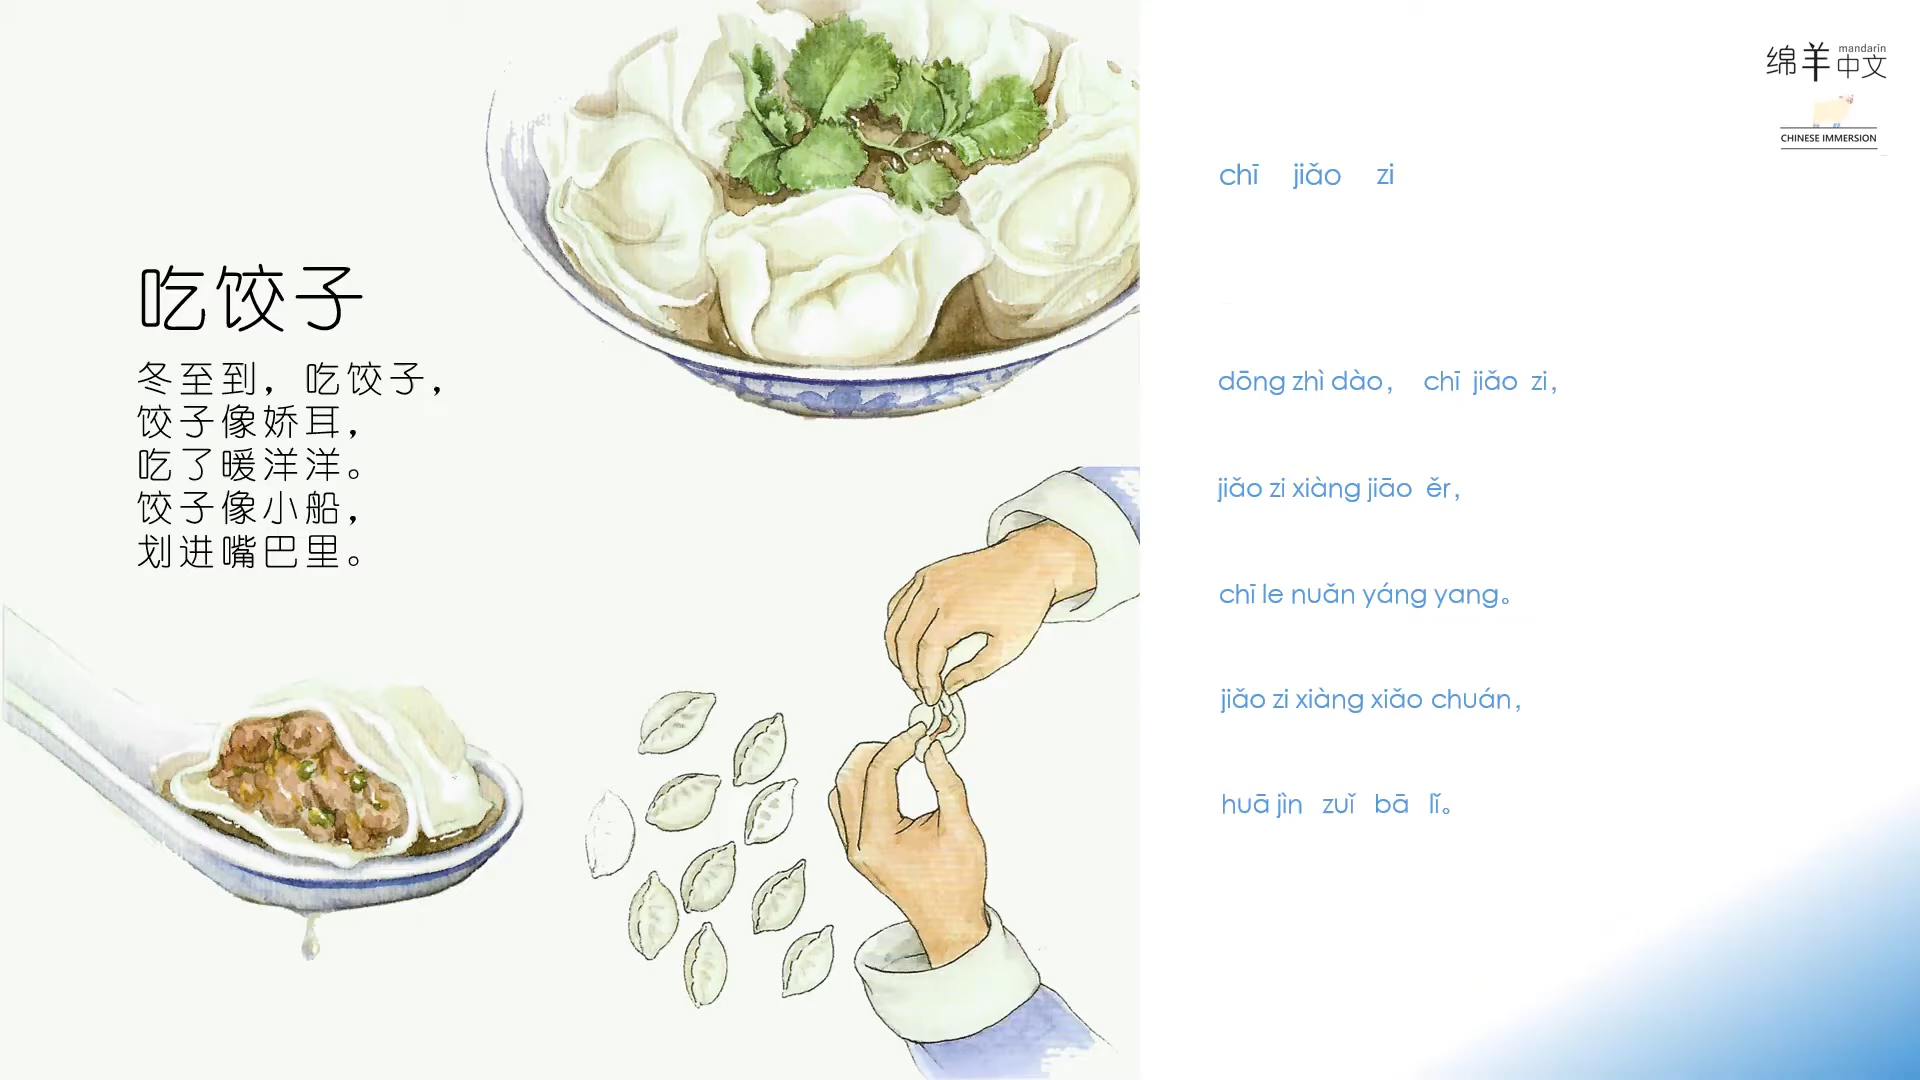 吃饺子
冬至到，吃饺子，
饺子像娇耳，
吃了暖洋洋。
饺子像小船，
划进嘴巴里。
绵羊 mandarin 中文
CHINESE IMMERSION
chī jiǎo zi
dōng zhì dào， chī jiǎo zi，
jiǎo zi xiàng jiāo ěr，
chī le nuǎn yáng yang。
jiǎo zi xiàng xiǎo chuán，
huā jìn zuǐ bā lǐ。